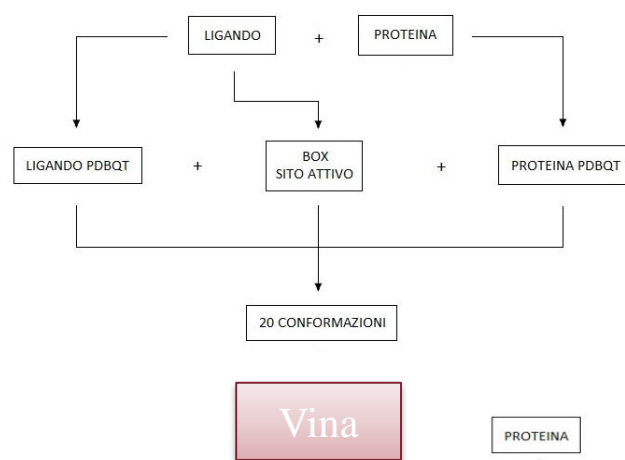 LIGANDO + PROTEINA
LIGANDO PDBQT + BOX SITO ATTIVO + PROTEINA PDBQT
20 CONFORMAZIONI
Vina
PROTEINA